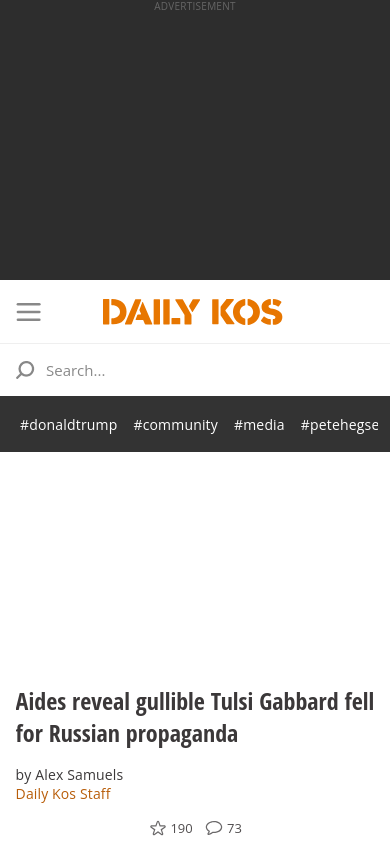 ADVERTISEMENT
DAILY KOS
Search...
#donaldtrump #community #media #petehegse
Aides reveal gullible Tulsi Gabbard fell
for Russian propaganda
by Alex Samuels
Daily Kos Staff
190 73